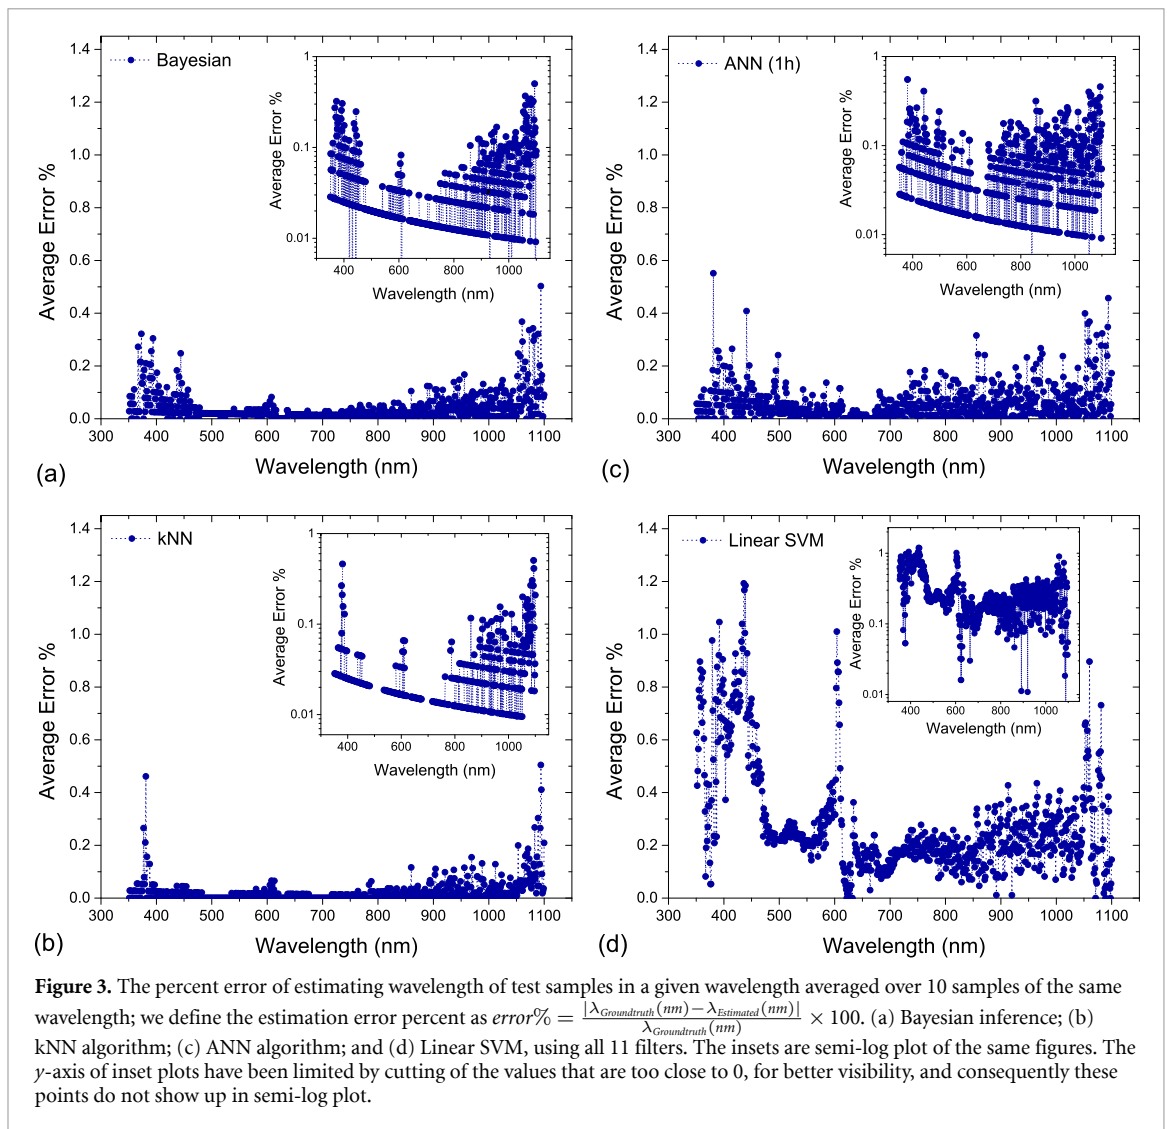 1.4
1.2
1.0
0.8
0.6
0.4
0.2
0.0
Average Error %
Bayesian
1
0.1
0.01
Average Error %
400 600 800 1000
Wavelength (nm)
300 400 500 600 700 800 900 1000 1100
Wavelength (nm)
(a)
1.4
1.2
1.0
0.8
0.6
0.4
0.2
0.0
Average Error %
ANN (1h)
1
0.1
0.01
Average Error %
400 600 800 1000
Wavelength (nm)
300 400 500 600 700 800 900 1000 1100
Wavelength (nm)
(c)
1.4
1.2
1.0
0.8
0.6
0.4
0.2
0.0
Average Error %
kNN
1
0.1
0.01
Average Error %
400 600 800 1000
Wavelength (nm)
300 400 500 600 700 800 900 1000 1100
Wavelength (nm)
(b)
1.4
1.2
1.0
0.8
0.6
0.4
0.2
0.0
Average Error %
Linear SVM
1
0.1
0.01
Average Error %
400 600 800 1000
Wavelength (nm)
300 400 500 600 700 800 900 1000 1100
Wavelength (nm)
(d)
Figure 3. The percent error of estimating wavelength of test samples in a given wavelength averaged over 10 samples of the same
wavelength; we define the estimation error percent as error% = |λGroundtruth(nm)−λEstimated(nm)| / λGroundtruth(nm) × 100. (a) Bayesian inference; (b)
kNN algorithm; (c) ANN algorithm; and (d) Linear SVM, using all 11 filters. The insets are semi-log plot of the same figures. The
y-axis of inset plots have been limited by cutting of the values that are too close to 0, for better visibility, and consequently these
points do not show up in semi-log plot.